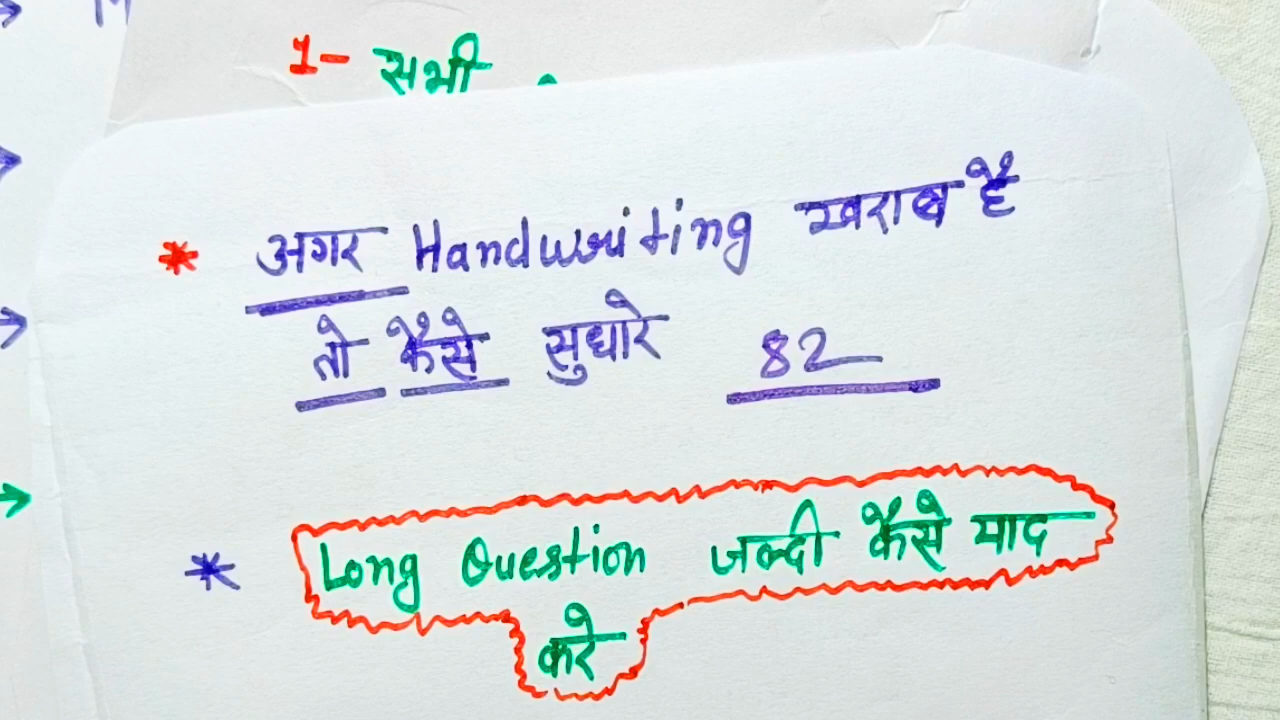 1- सभी
* अगर Handwriting खराब है
तो कैसे सुधारे 82
* Long Question जल्दी कैसे याद
करे